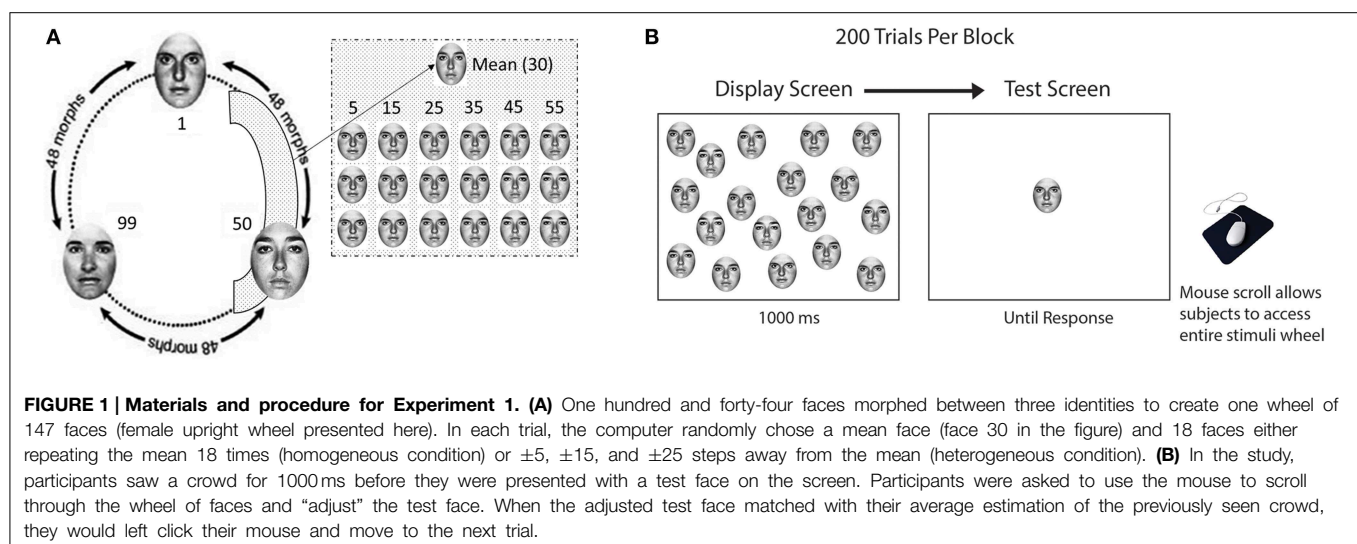 A
48 morphs
48 morphs
1
99
50
48 morphs
Mean (30)
5 15 25 35 45 55
B
200 Trials Per Block
Display Screen
Test Screen
1000 ms
Until Response
Mouse scroll allows
subjects to access
entire stimuli wheel
FIGURE 1 | Materials and procedure for Experiment 1. (A) One hundred and forty-four faces morphed between three identities to create one wheel of
147 faces (female upright wheel presented here). In each trial, the computer randomly chose a mean face (face 30 in the figure) and 18 faces either
repeating the mean 18 times (homogeneous condition) or ±5, ±15, and ±25 steps away from the mean (heterogeneous condition). (B) In the study,
participants saw a crowd for 1000 ms before they were presented with a test face on the screen. Participants were asked to use the mouse to scroll
through the wheel of faces and “adjust” the test face. When the adjusted test face matched with their average estimation of the previously seen crowd,
they would left click their mouse and move to the next trial.